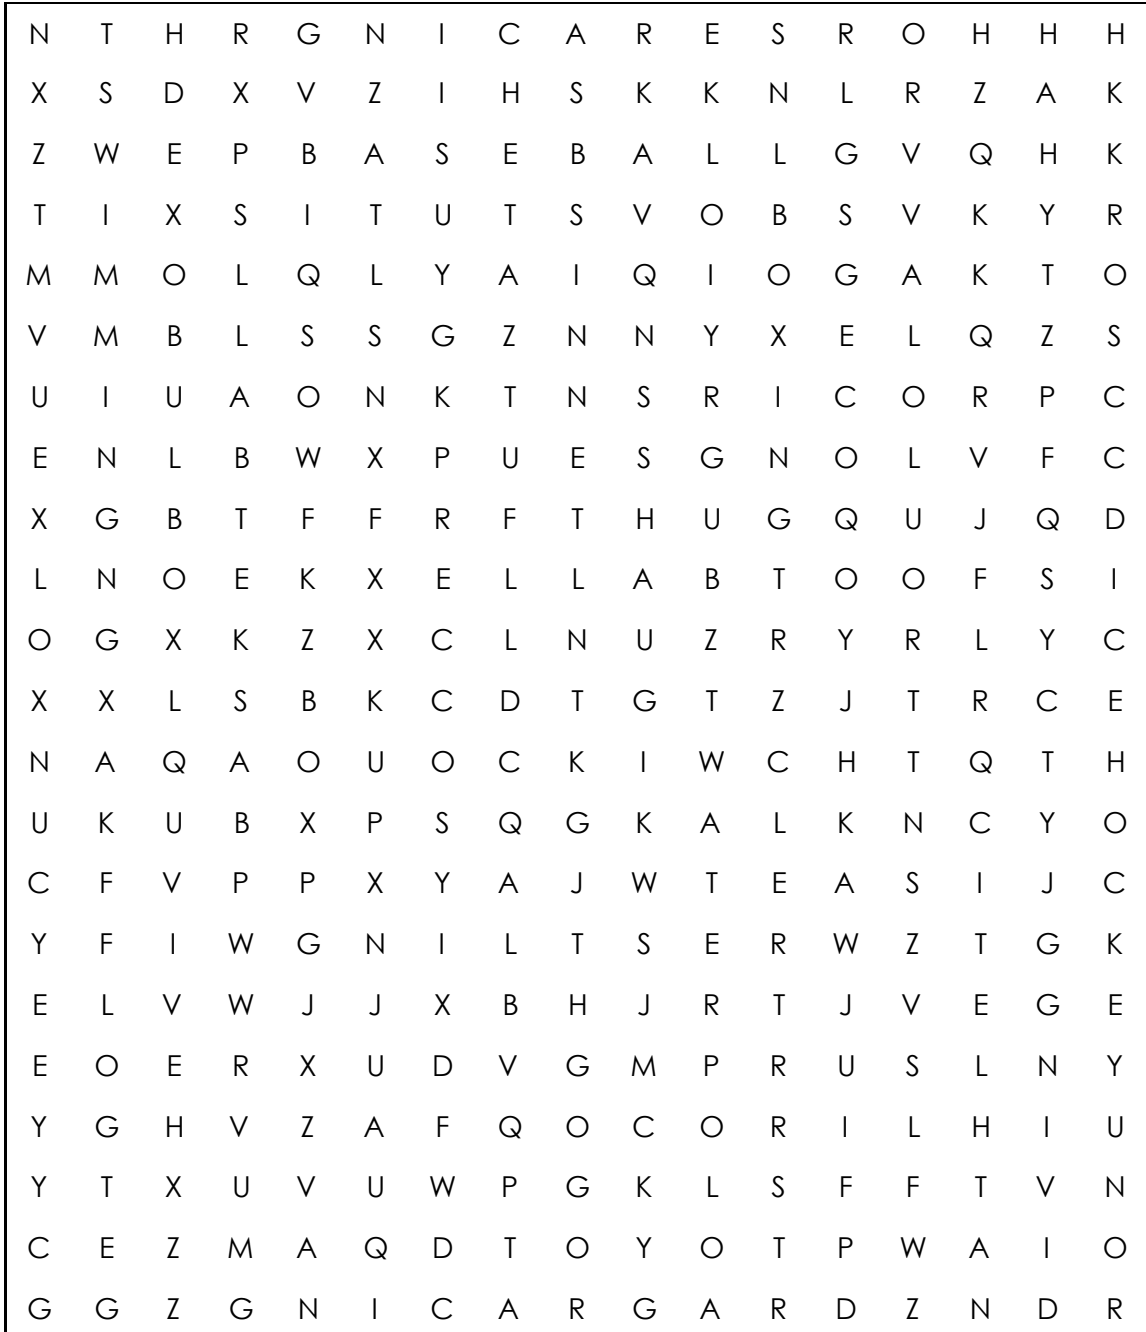 N T H R G N I C A R E S R O H H H
X S D X V Z I H S K K N L R Z A K
Z W E P B A S E B A L L G V Q H K
T I X S I T U T S V O B S V K Y R
M M O L Q L Y A I Q I O G A K T O
V M B L S S G Z N N Y X E L Q Z S
U I U A O N K T N S R I C O R P C
E N L B W X P U E S G N O L V F C
X G B T F F R F T H U G Q U J Q D
L N O E K X E L L A B T O O F S I
O G X K Z X C L N U Z R Y R L Y C
X X L S B K C D T G T Z J T R C E
N A Q A O U O C K I W C H T Q T H
U K U B X P S Q G K A L K N C Y O
C F V P P X Y A J W T E A S I J C
Y F I W G N I L T S E R W Z T G K
E L V W J J X B H J R T J V E G E
E O E R X U D V G M P R U S L N Y
Y G H V Z A F Q O C O R I L H I U
Y T X U V U W P G K L S F F T V N
C E Z M A Q D T O Y O T P W A I O
G G Z G N I C A R G A R D Z N D R